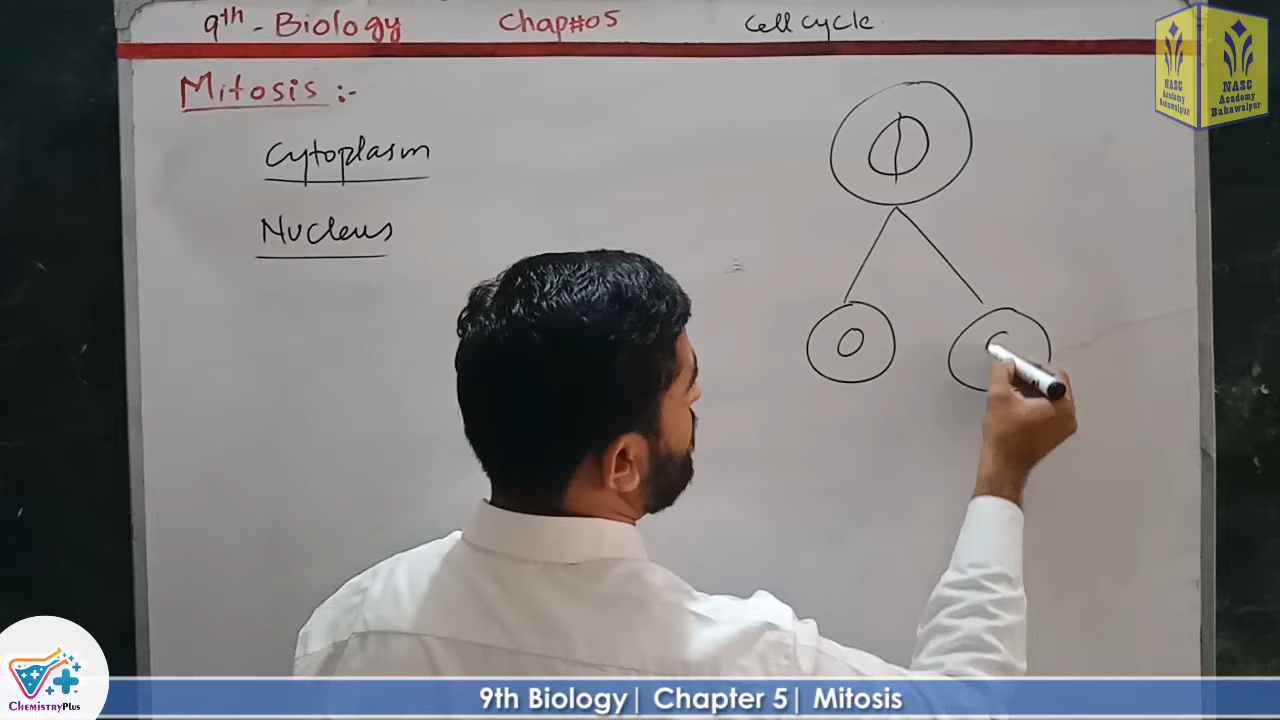 9th - Biology Chap#05 Cell Cycle
Mitosis :-
Cytoplasm
Nucleus
NASC
Academy
Bahawalpur
NASC
Academy
Bahawalpur
CHEMISTRYPLUS
9th Biology| Chapter 5| Mitosis